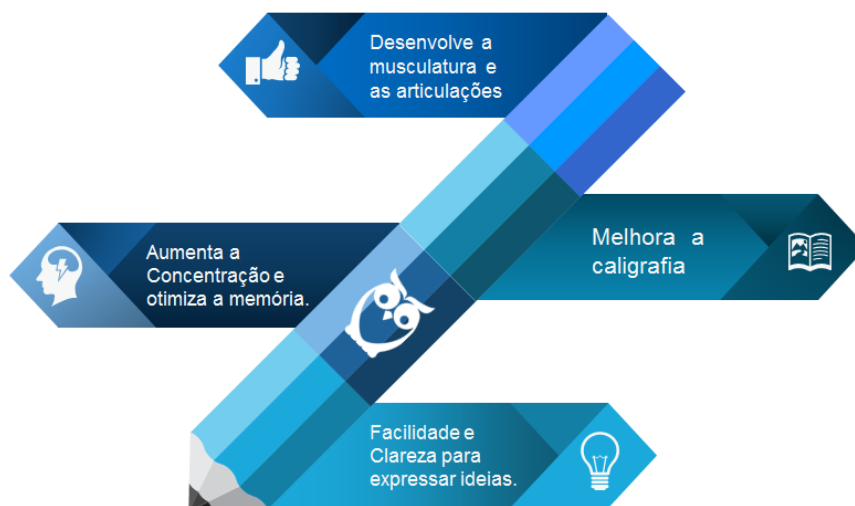 Desenvolve a
musculatura e
as articulações
Aumenta a
Concentração e
otimiza a memória.
Melhora a
caligrafia
Facilidade e
Clareza para
expressar ideias.